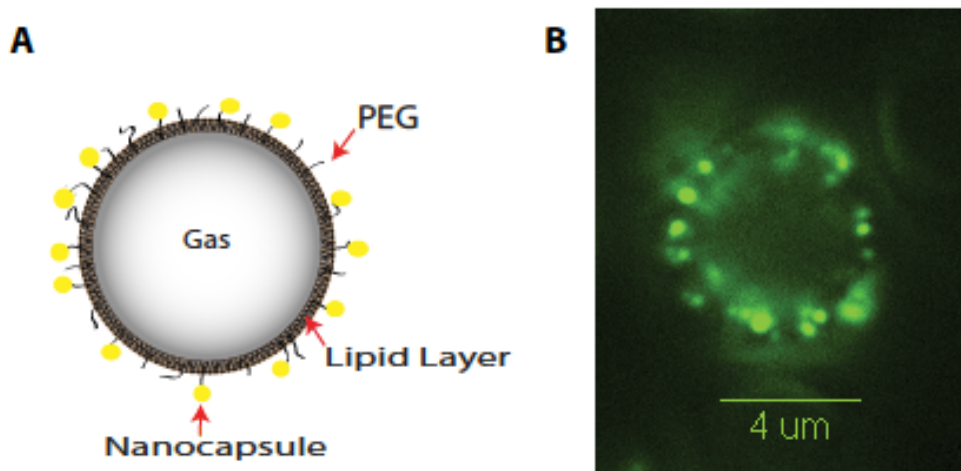 A
B
PEG
Gas
Lipid Layer
Nanocapsule
4 um